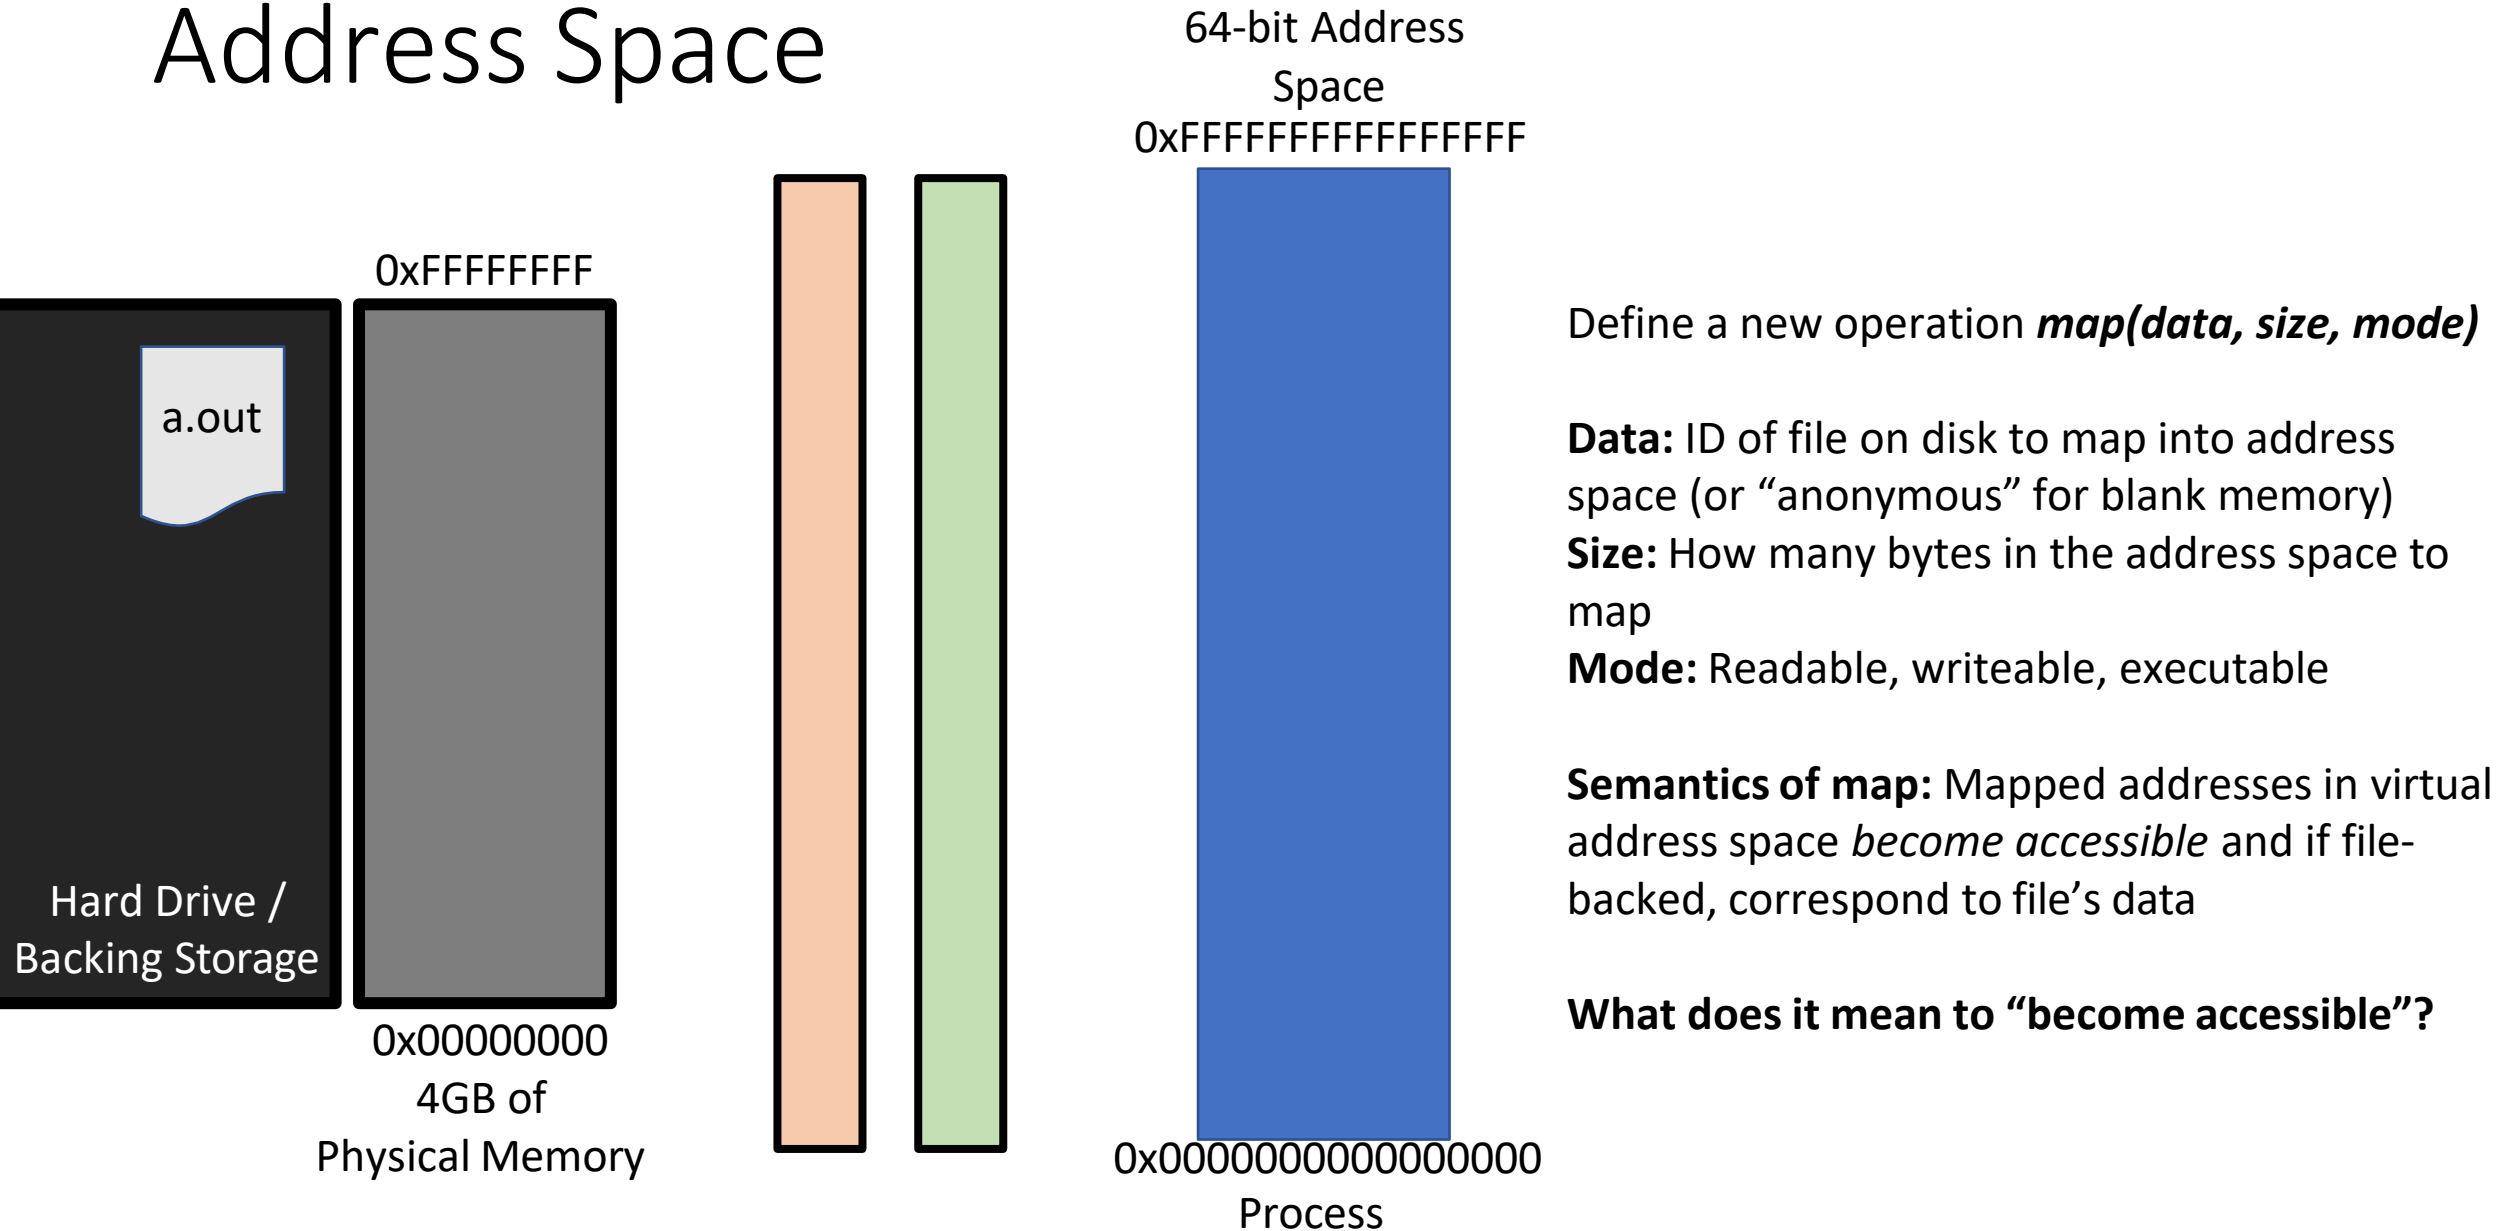 Address Space
64-bit Address
Space
0xFFFFFFFFFFFFFFFF
0xFFFFFFFF
a.out
Hard Drive /
Backing Storage
0x00000000
4GB of
Physical Memory
0x0000000000000000
Process
Define a new operation map(data, size, mode)
Data: ID of file on disk to map into address
space (or “anonymous” for blank memory)
Size: How many bytes in the address space to
map
Mode: Readable, writeable, executable
Semantics of map: Mapped addresses in virtual
address space become accessible and if file-
backed, correspond to file’s data
What does it mean to “become accessible”?